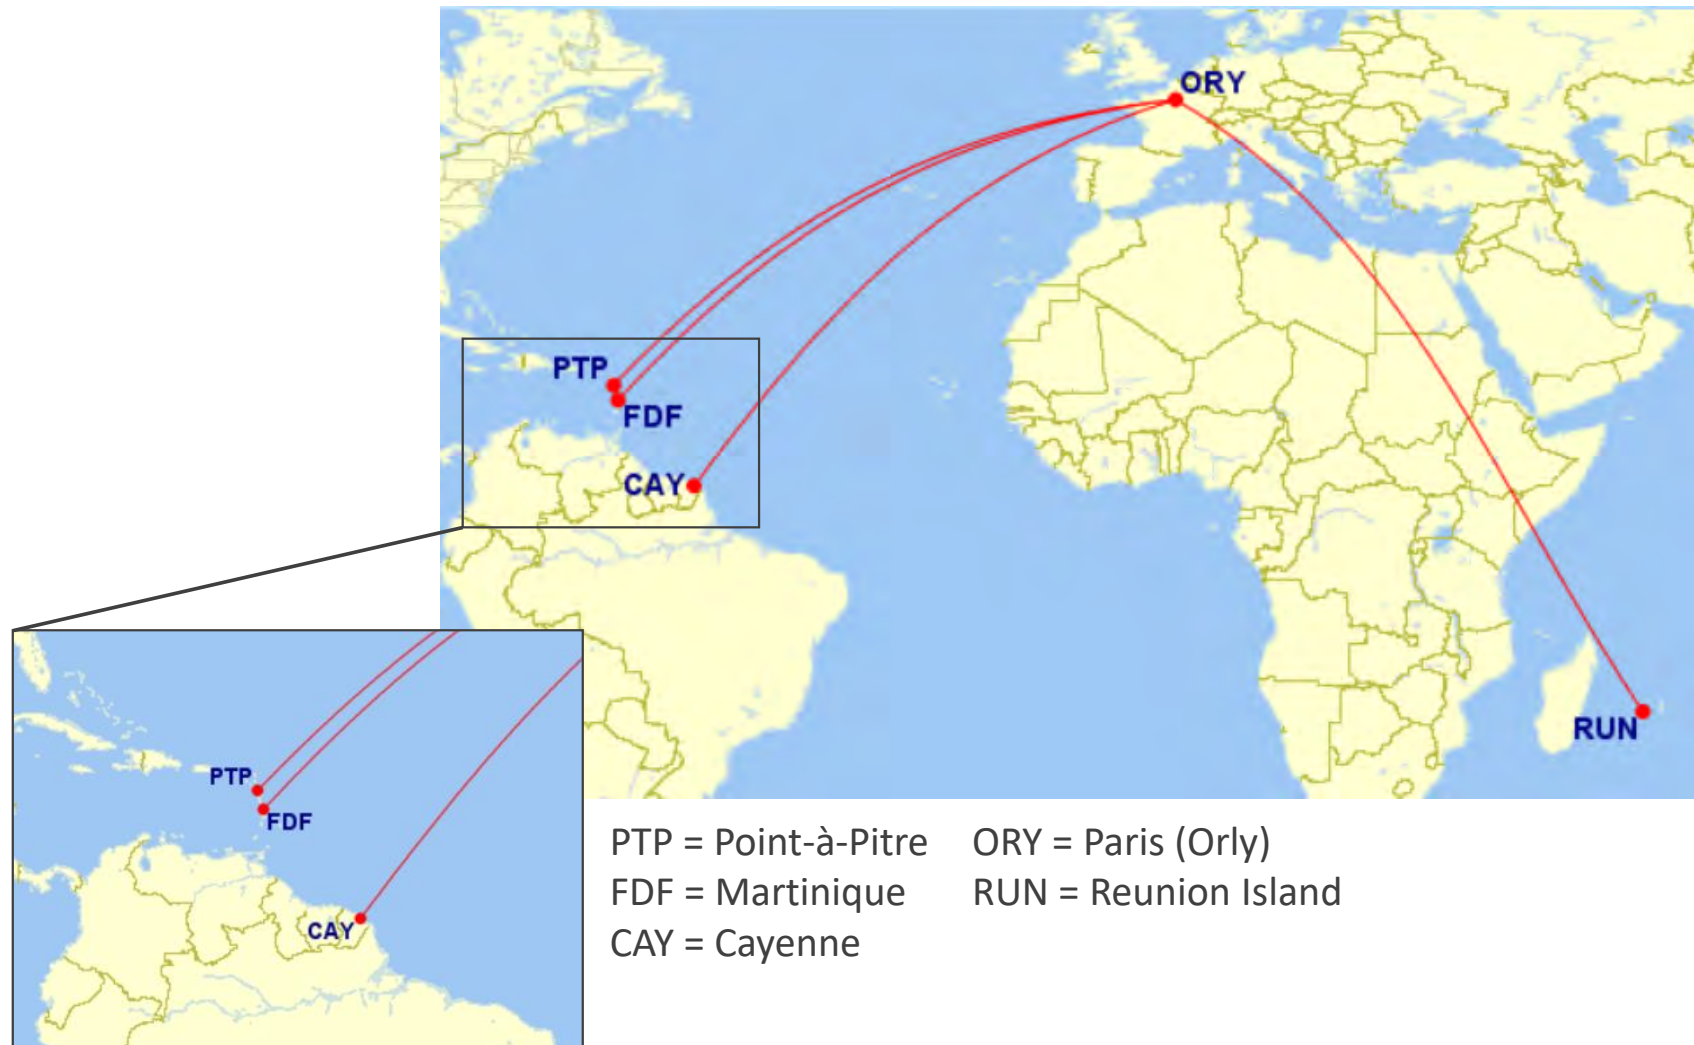 ORY
PTP
FDF
CAY
RUN
PTP
FDF
CAY
PTP = Point-à-Pitre ORY = Paris (Orly)
FDF = Martinique RUN = Reunion Island
CAY = Cayenne